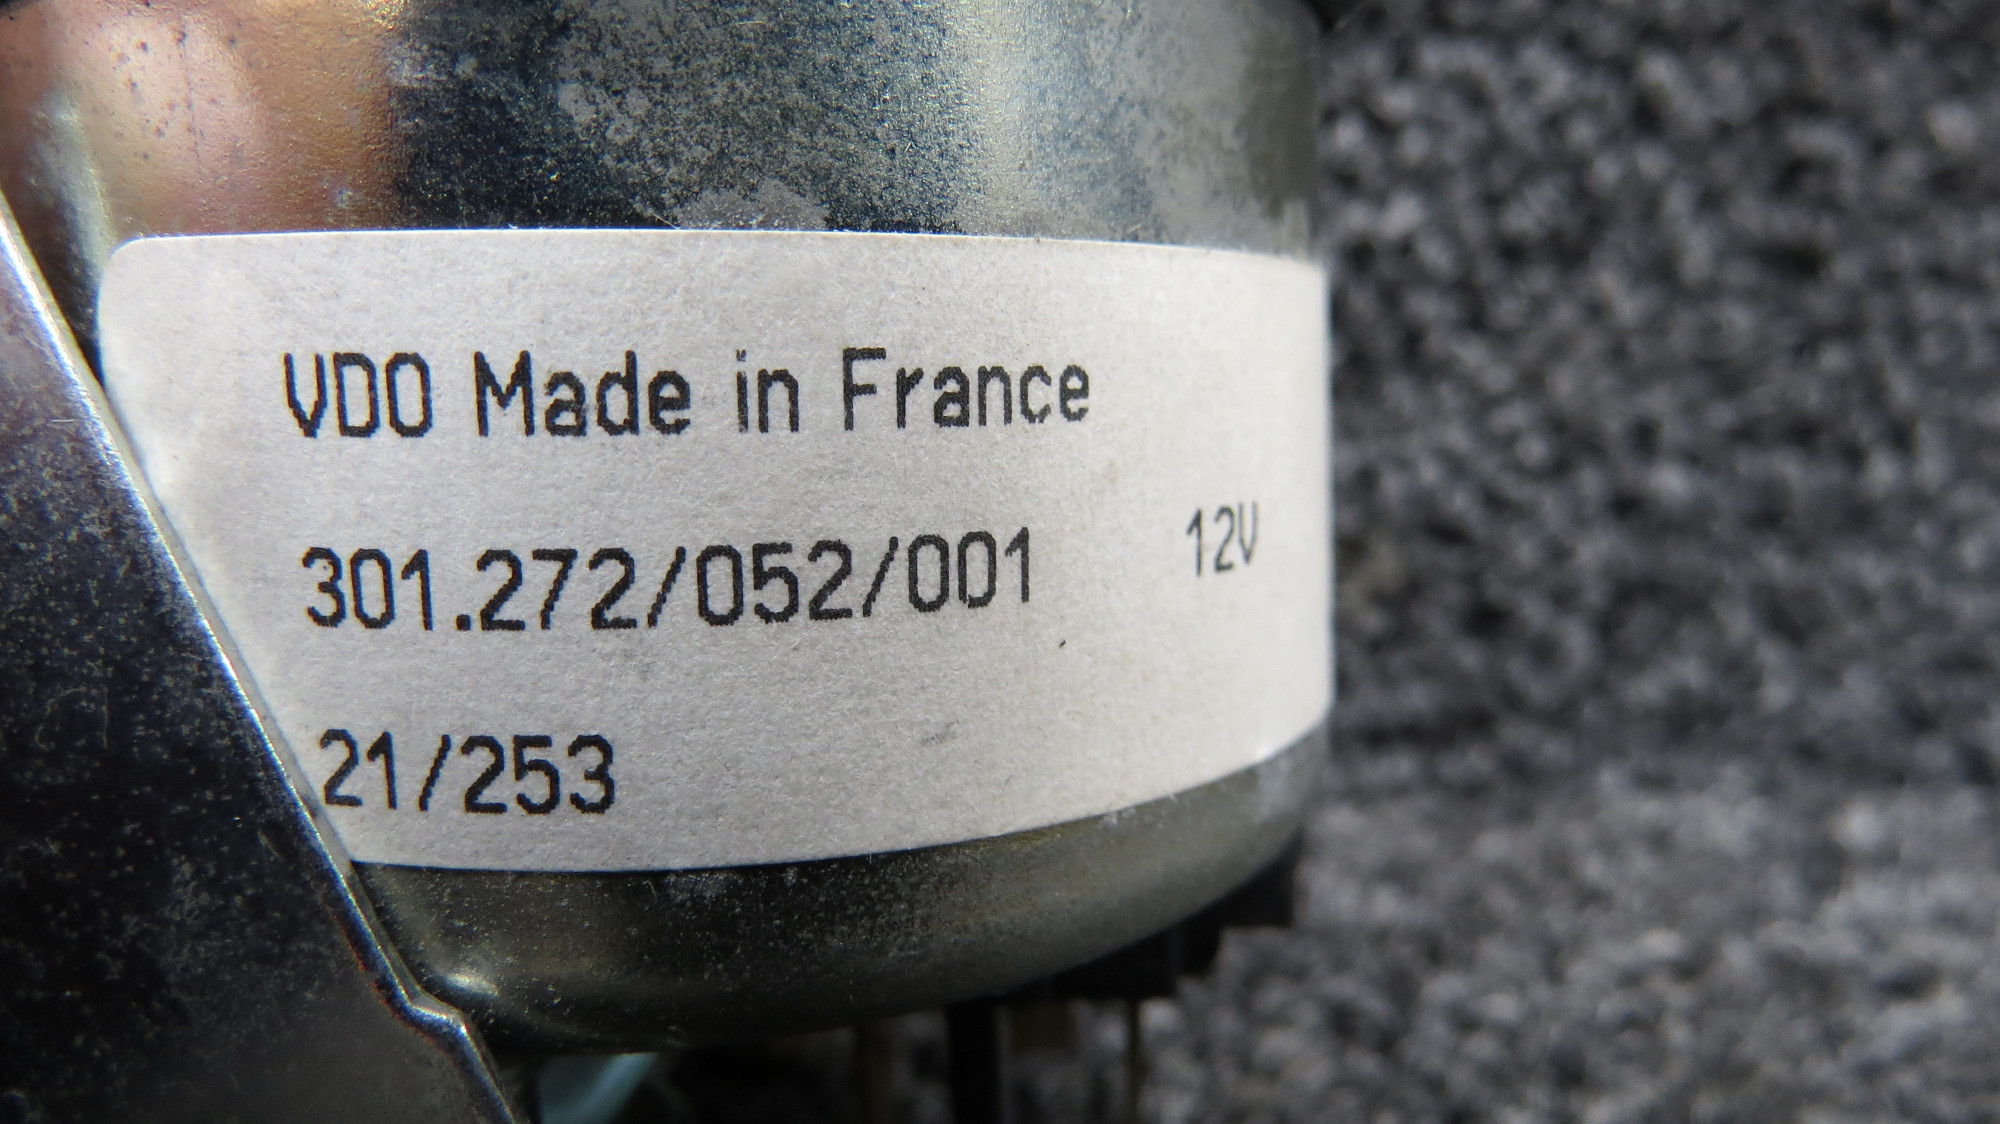 VDO Made in France
301.272/052/001 12V
21/253